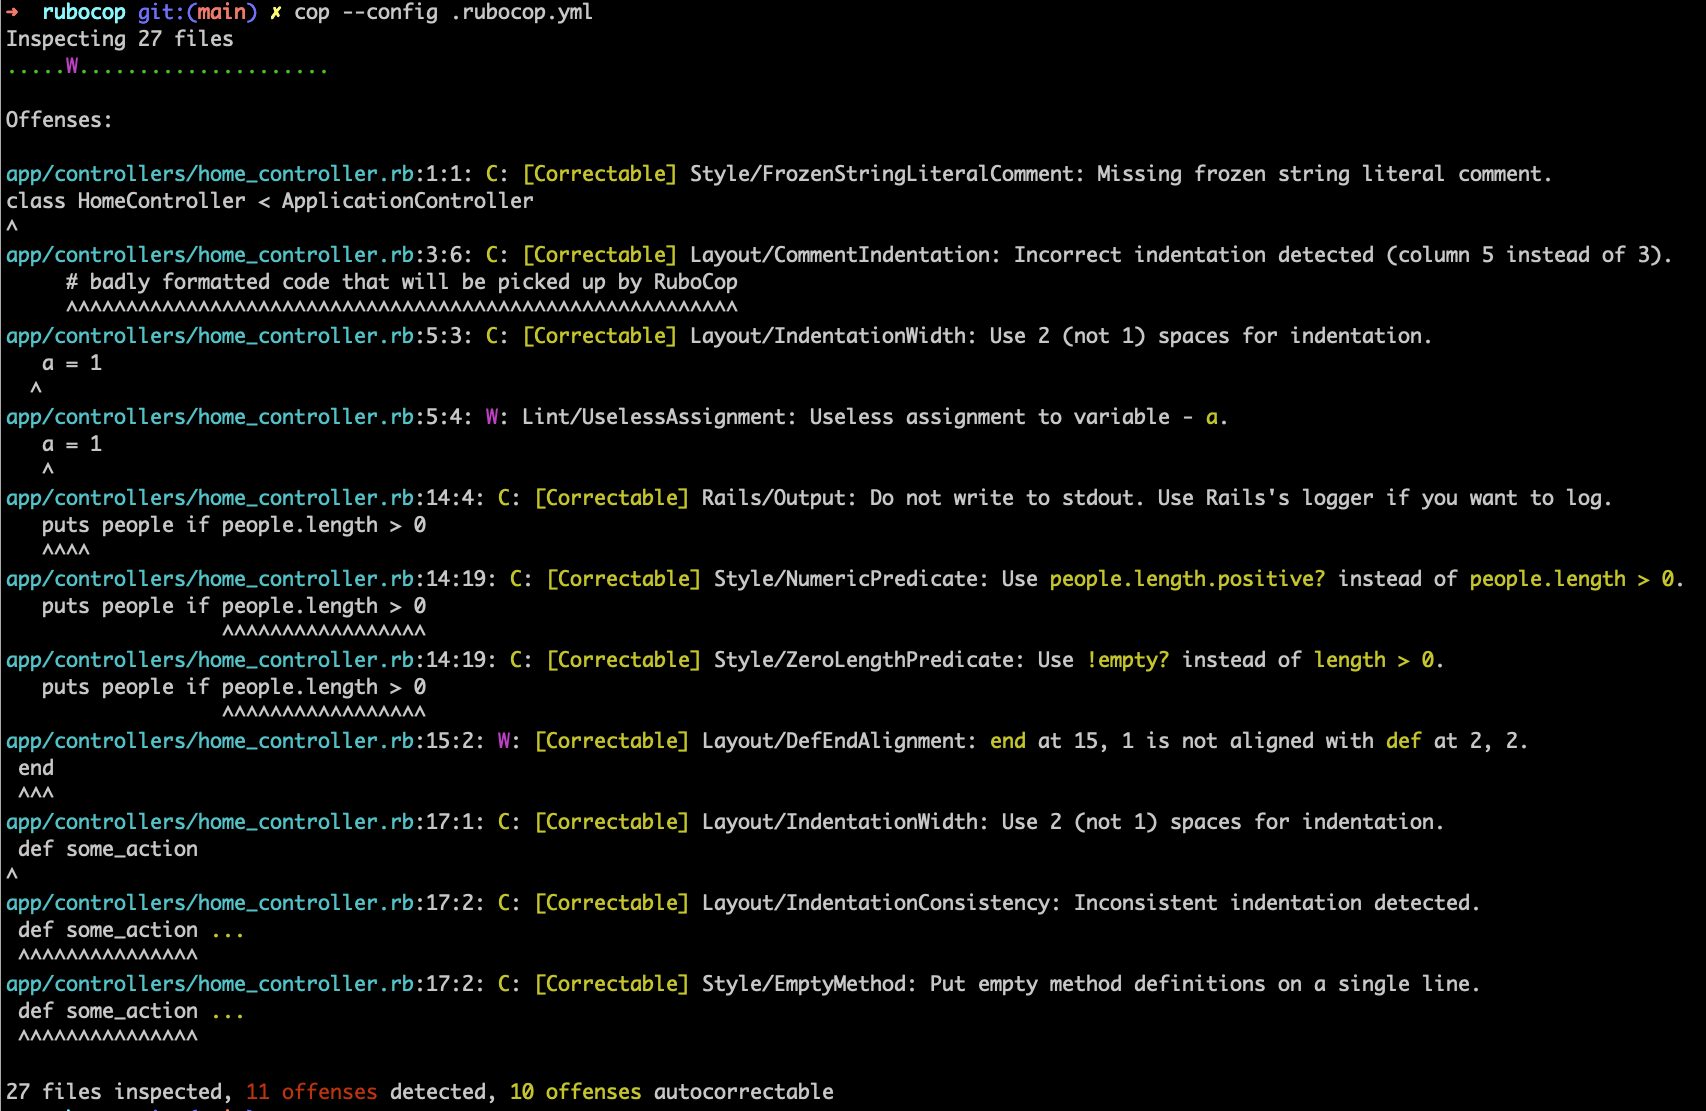 ➜  rubocop git:(main) ✗ cop --config .rubocop.yml
Inspecting 27 files
.....W.....................

Offenses:

app/controllers/home_controller.rb:1:1: C: [Correctable] Style/FrozenStringLiteralComment: Missing frozen string literal comment.
class HomeController < ApplicationController
^
app/controllers/home_controller.rb:3:6: C: [Correctable] Layout/CommentIndentation: Incorrect indentation detected (column 5 instead of 3).
     # badly formatted code that will be picked up by RuboCop
     ^^^^^^^^^^^^^^^^^^^^^^^^^^^^^^^^^^^^^^^^^^^^^^^^^^^^^^^^
app/controllers/home_controller.rb:5:3: C: [Correctable] Layout/IndentationWidth: Use 2 (not 1) spaces for indentation.
   a = 1
  ^
app/controllers/home_controller.rb:5:4: W: Lint/UselessAssignment: Useless assignment to variable - a.
   a = 1
   ^
app/controllers/home_controller.rb:14:4: C: [Correctable] Rails/Output: Do not write to stdout. Use Rails's logger if you want to log.
   puts people if people.length > 0
   ^^^^
app/controllers/home_controller.rb:14:19: C: [Correctable] Style/NumericPredicate: Use people.length.positive? instead of people.length > 0.
   puts people if people.length > 0
                  ^^^^^^^^^^^^^^^^^
app/controllers/home_controller.rb:14:19: C: [Correctable] Style/ZeroLengthPredicate: Use !empty? instead of length > 0.
   puts people if people.length > 0
                  ^^^^^^^^^^^^^^^^^
app/controllers/home_controller.rb:15:2: W: [Correctable] Layout/DefEndAlignment: end at 15, 1 is not aligned with def at 2, 2.
 end
 ^^^
app/controllers/home_controller.rb:17:1: C: [Correctable] Layout/IndentationWidth: Use 2 (not 1) spaces for indentation.
 def some_action
^
app/controllers/home_controller.rb:17:2: C: [Correctable] Layout/IndentationConsistency: Inconsistent indentation detected.
 def some_action ...
 ^^^^^^^^^^^^^^^
app/controllers/home_controller.rb:17:2: C: [Correctable] Style/EmptyMethod: Put empty method definitions on a single line.
 def some_action ...
 ^^^^^^^^^^^^^^^

27 files inspected, 11 offenses detected, 10 offenses autocorrectable